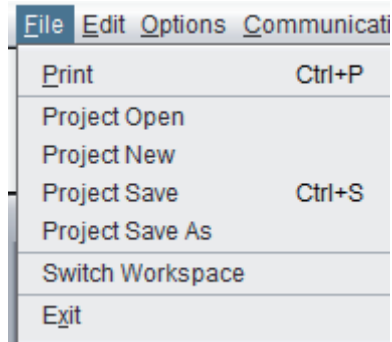 File Edit Options Communicati
Print Ctrl+P
Project Open
Project New
Project Save Ctrl+S
Project Save As
Switch Workspace
Exit